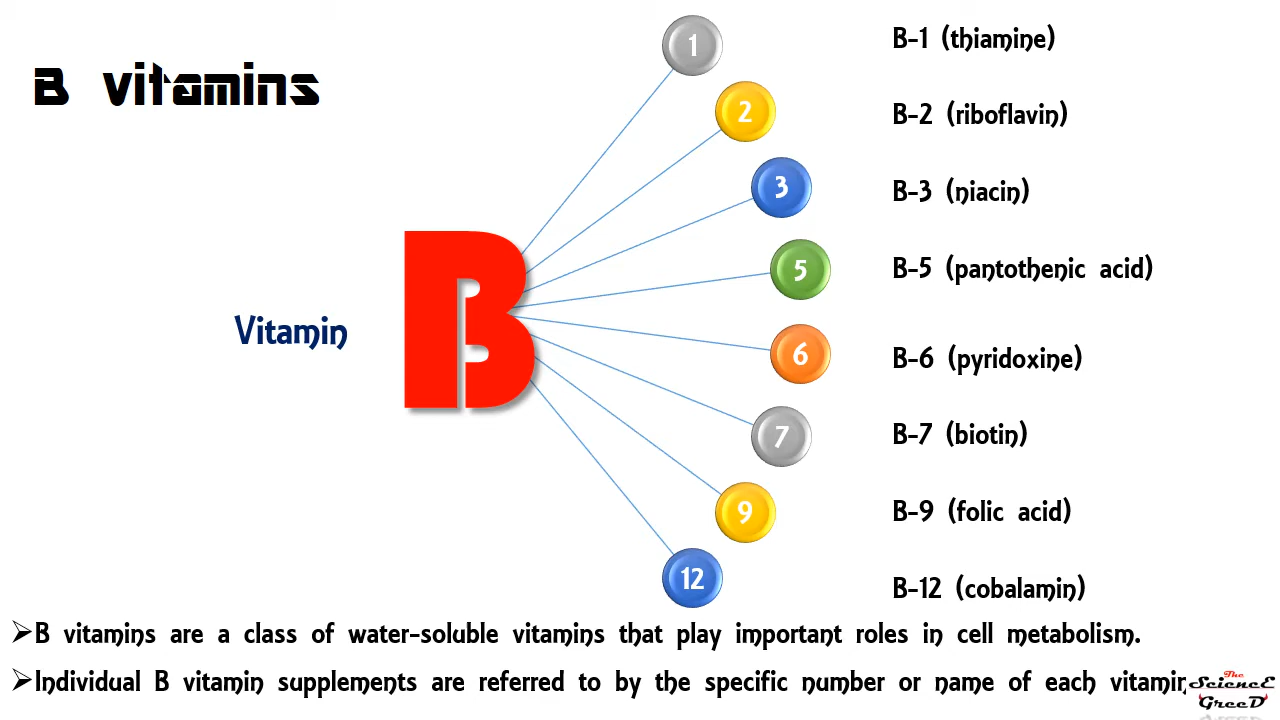 B vitamins
Vitamin
B
1
2
3
5
6
7
9
12
B-1 (thiamine)
B-2 (riboflavin)
B-3 (niacin)
B-5 (pantothenic acid)
B-6 (pyridoxine)
B-7 (biotin)
B-9 (folic acid)
B-12 (cobalamin)
➢B vitamins are a class of water-soluble vitamins that play important roles in cell metabolism.
➢Individual B vitamin supplements are referred to by the specific number or name of each vitamin
The
SciencE
GreeD